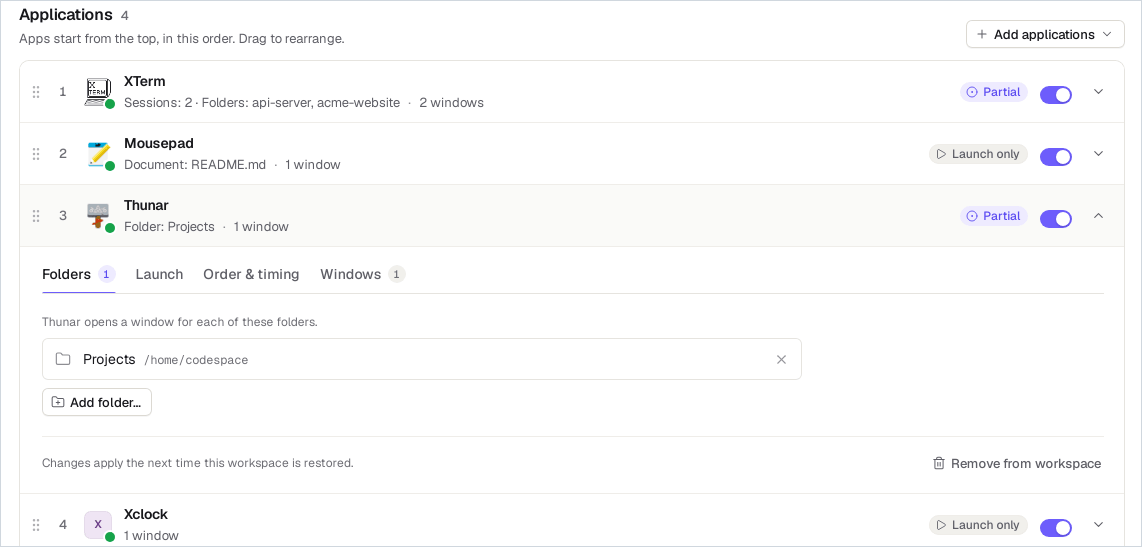 Applications 4
Apps start from the top, in this order. Drag to rearrange.
Add applications
1
XTerm
Sessions: 2 · Folders: api-server, acme-website · 2 windows
Partial
2
Mousepad
Document: README.md · 1 window
Launch only
3
Thunar
Folder: Projects · 1 window
Partial
Folders 1 Launch Order & timing Windows 1
Thunar opens a window for each of these folders.
Projects /home/codespace
Add folder...
Changes apply the next time this workspace is restored.
Remove from workspace
4
X
Xclock
1 window
Launch only